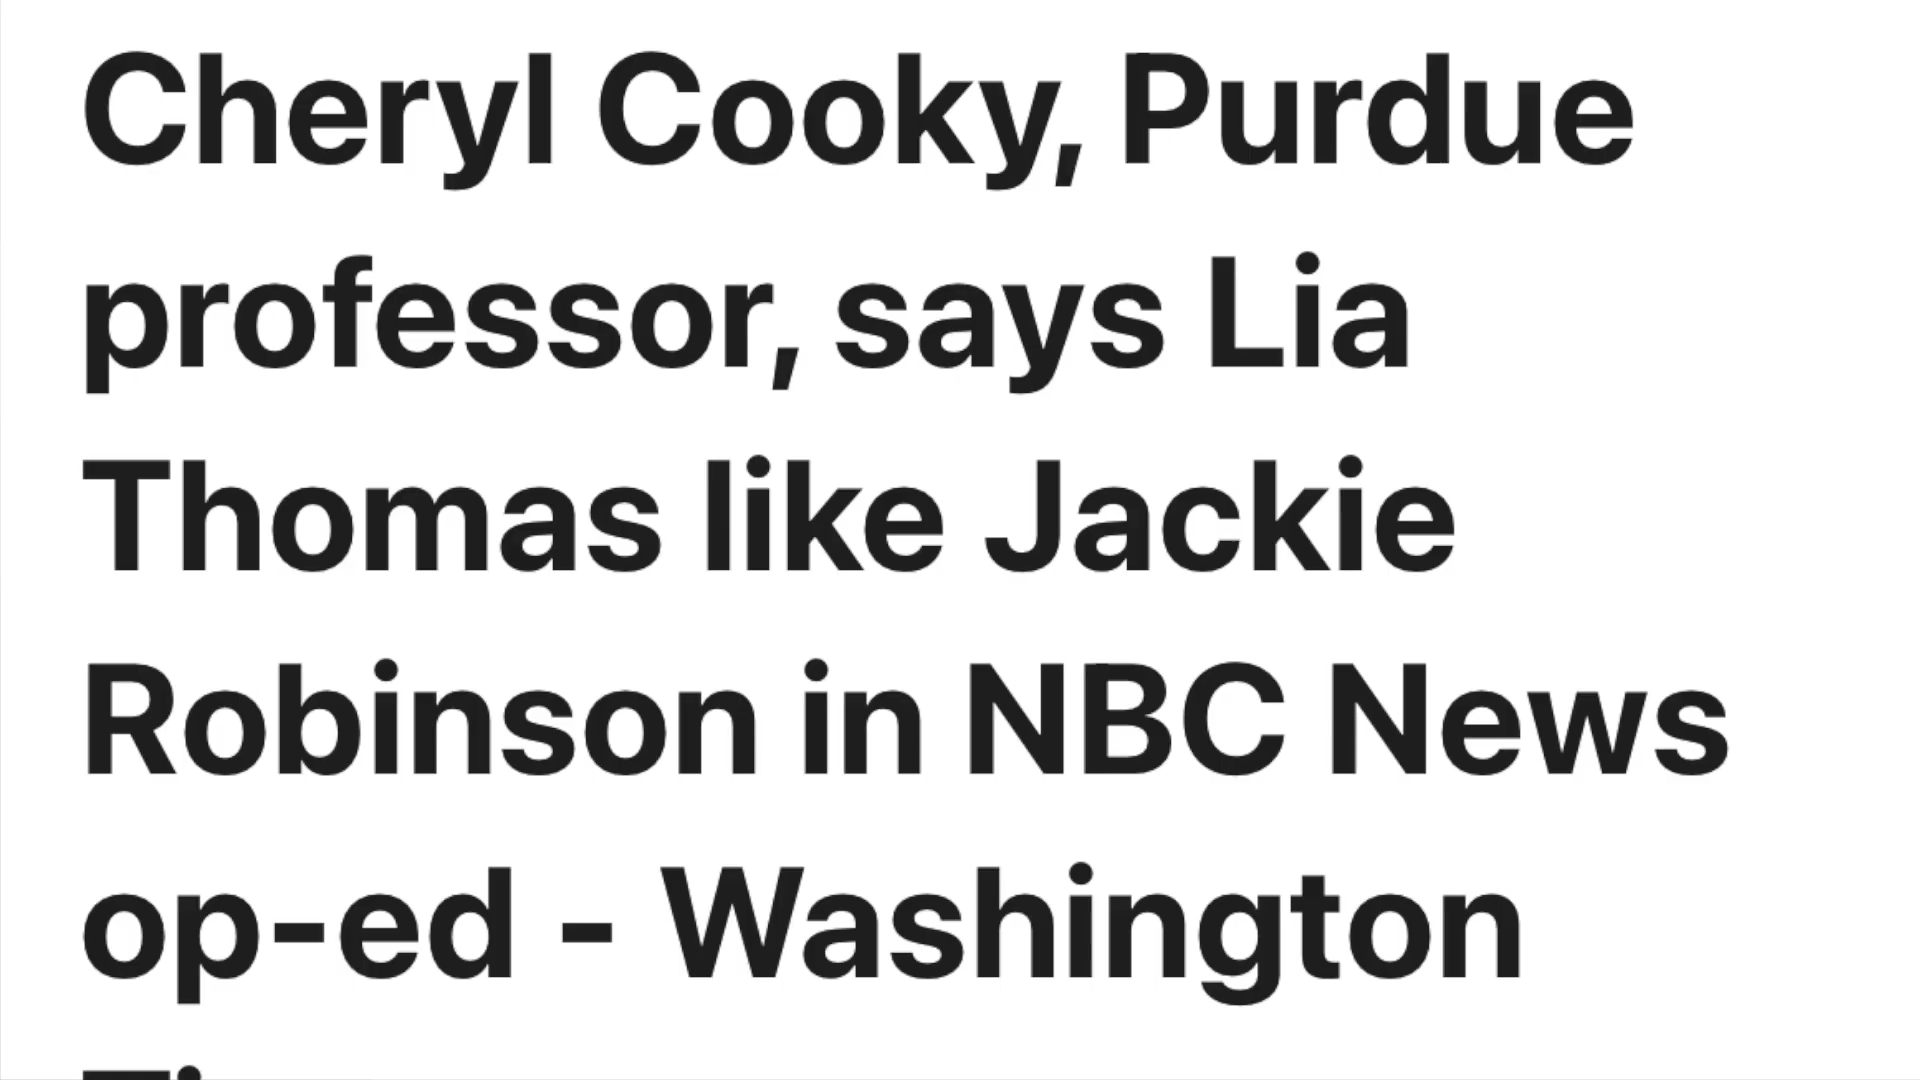 Cheryl Cooky, Purdue
professor, says Lia
Thomas like Jackie
Robinson in NBC News
op-ed - Washington